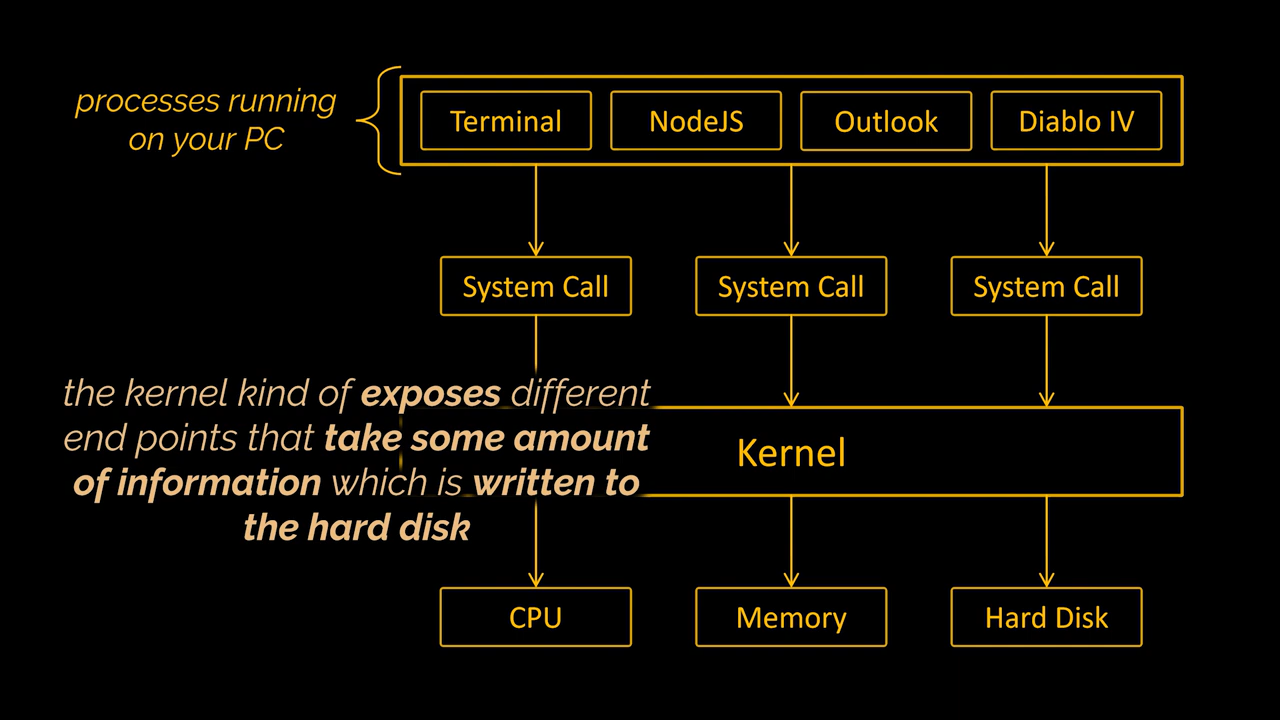 processes running
on your PC
Terminal
NodeJS
Outlook
Diablo IV
System Call
System Call
System Call
the kernel kind of exposes different
end points that take some amount
of information which is written to
the hard disk
Kernel
CPU
Memory
Hard Disk